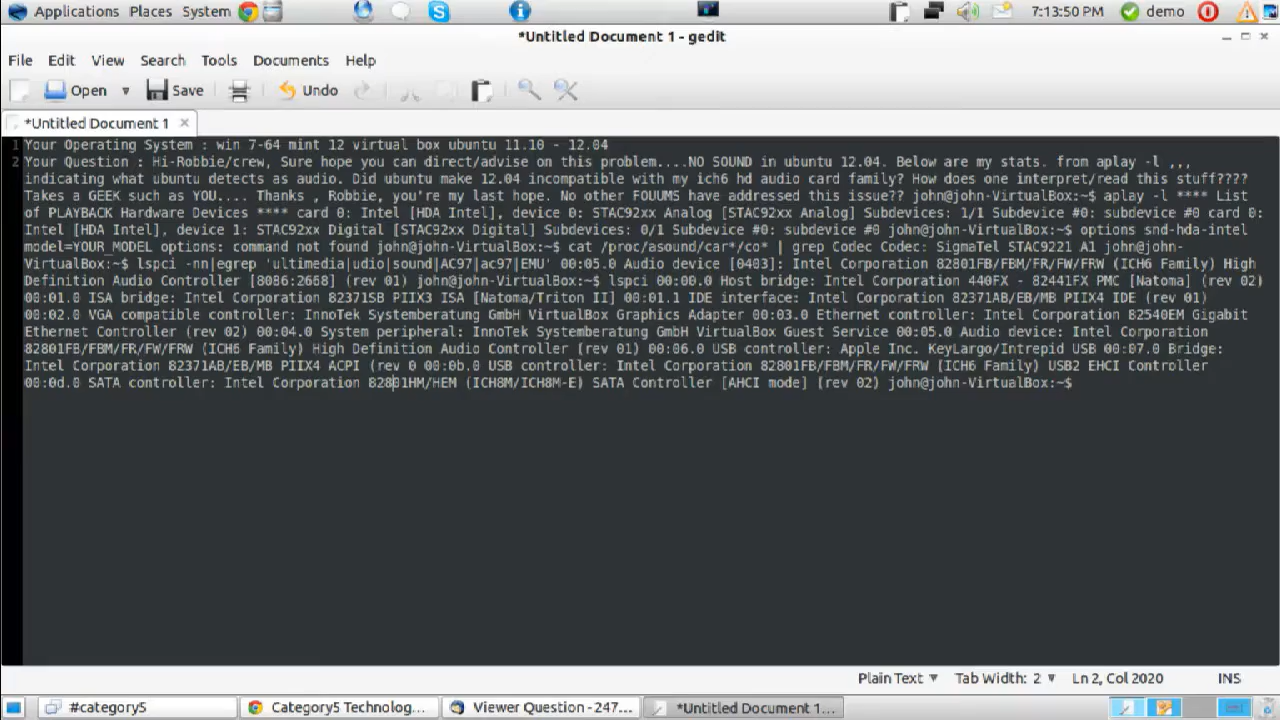 Applications Places System 7:13:50 PM demo
*Untitled Document 1 - gedit
File Edit View Search Tools Documents Help
Open Save Undo
*Untitled Document 1
1 Your Operating System : win 7-64 mint 12 virtual box ubuntu 11.10 - 12.04
2 Your Question : Hi-Robbie/crew, Sure hope you can direct/advise on this problem....NO SOUND in ubuntu 12.04. Below are my stats. from aplay -l ,,,
indicating what ubuntu detects as audio. Did ubuntu make 12.04 incompatible with my ich6 hd audio card family? How does one interpret/read this stuff????
Takes a GEEK such as YOU.... Thanks , Robbie, you're my last hope. No other FOUUMS have addressed this issue?? john@john-VirtualBox:~$ aplay -l **** List
of PLAYBACK Hardware Devices **** card 0: Intel [HDA Intel], device 0: STAC92xx Analog [STAC92xx Analog] Subdevices: 1/1 Subdevice #0: subdevice #0 card 0:
Intel [HDA Intel], device 1: STAC92xx Digital [STAC92xx Digital] Subdevices: 0/1 Subdevice #0: subdevice #0 john@john-VirtualBox:~$ options snd-hda-intel
model=YOUR_MODEL options: command not found john@john-VirtualBox:~$ cat /proc/asound/car*/co* | grep Codec Codec: SigmaTel STAC9221 A1 john@john-
VirtualBox:~$ lspci -nn|egrep 'ultimedia|udio|sound|AC97|ac97|EMU' 00:05.0 Audio device [0403]: Intel Corporation 82801FB/FBM/FR/FW/FRW (ICH6 Family) High
Definition Audio Controller [8086:2668] (rev 01) john@john-VirtualBox:~$ lspci 00:00.0 Host bridge: Intel Corporation 440FX - 82441FX PMC [Natoma] (rev 02)
00:01.0 ISA bridge: Intel Corporation 82371SB PIIX3 ISA [Natoma/Triton II] 00:01.1 IDE interface: Intel Corporation 82371AB/EB/MB PIIX4 IDE (rev 01)
00:02.0 VGA compatible controller: InnoTek Systemberatung GmbH VirtualBox Graphics Adapter 00:03.0 Ethernet controller: Intel Corporation 82540EM Gigabit
Ethernet Controller (rev 02) 00:04.0 System peripheral: InnoTek Systemberatung GmbH VirtualBox Guest Service 00:05.0 Audio device: Intel Corporation
82801FB/FBM/FR/FW/FRW (ICH6 Family) High Definition Audio Controller (rev 01) 00:06.0 USB controller: Apple Inc. KeyLargo/Intrepid USB 00:07.0 Bridge:
Intel Corporation 82371AB/EB/MB PIIX4 ACPI (rev 0 00:0b.0 USB controller: Intel Corporation 82801FB/FBM/FR/FW/FRW (ICH6 Family) USB2 EHCI Controller
00:0d.0 SATA controller: Intel Corporation 82801HM/HEM (ICH8M/ICH8M-E) SATA Controller [AHCI mode] (rev 02) john@john-VirtualBox:~$
Plain Text Tab Width: 2 Ln 2, Col 2020 INS
#category5 Category5 Technolog... Viewer Question - 247... *Untitled Document 1...